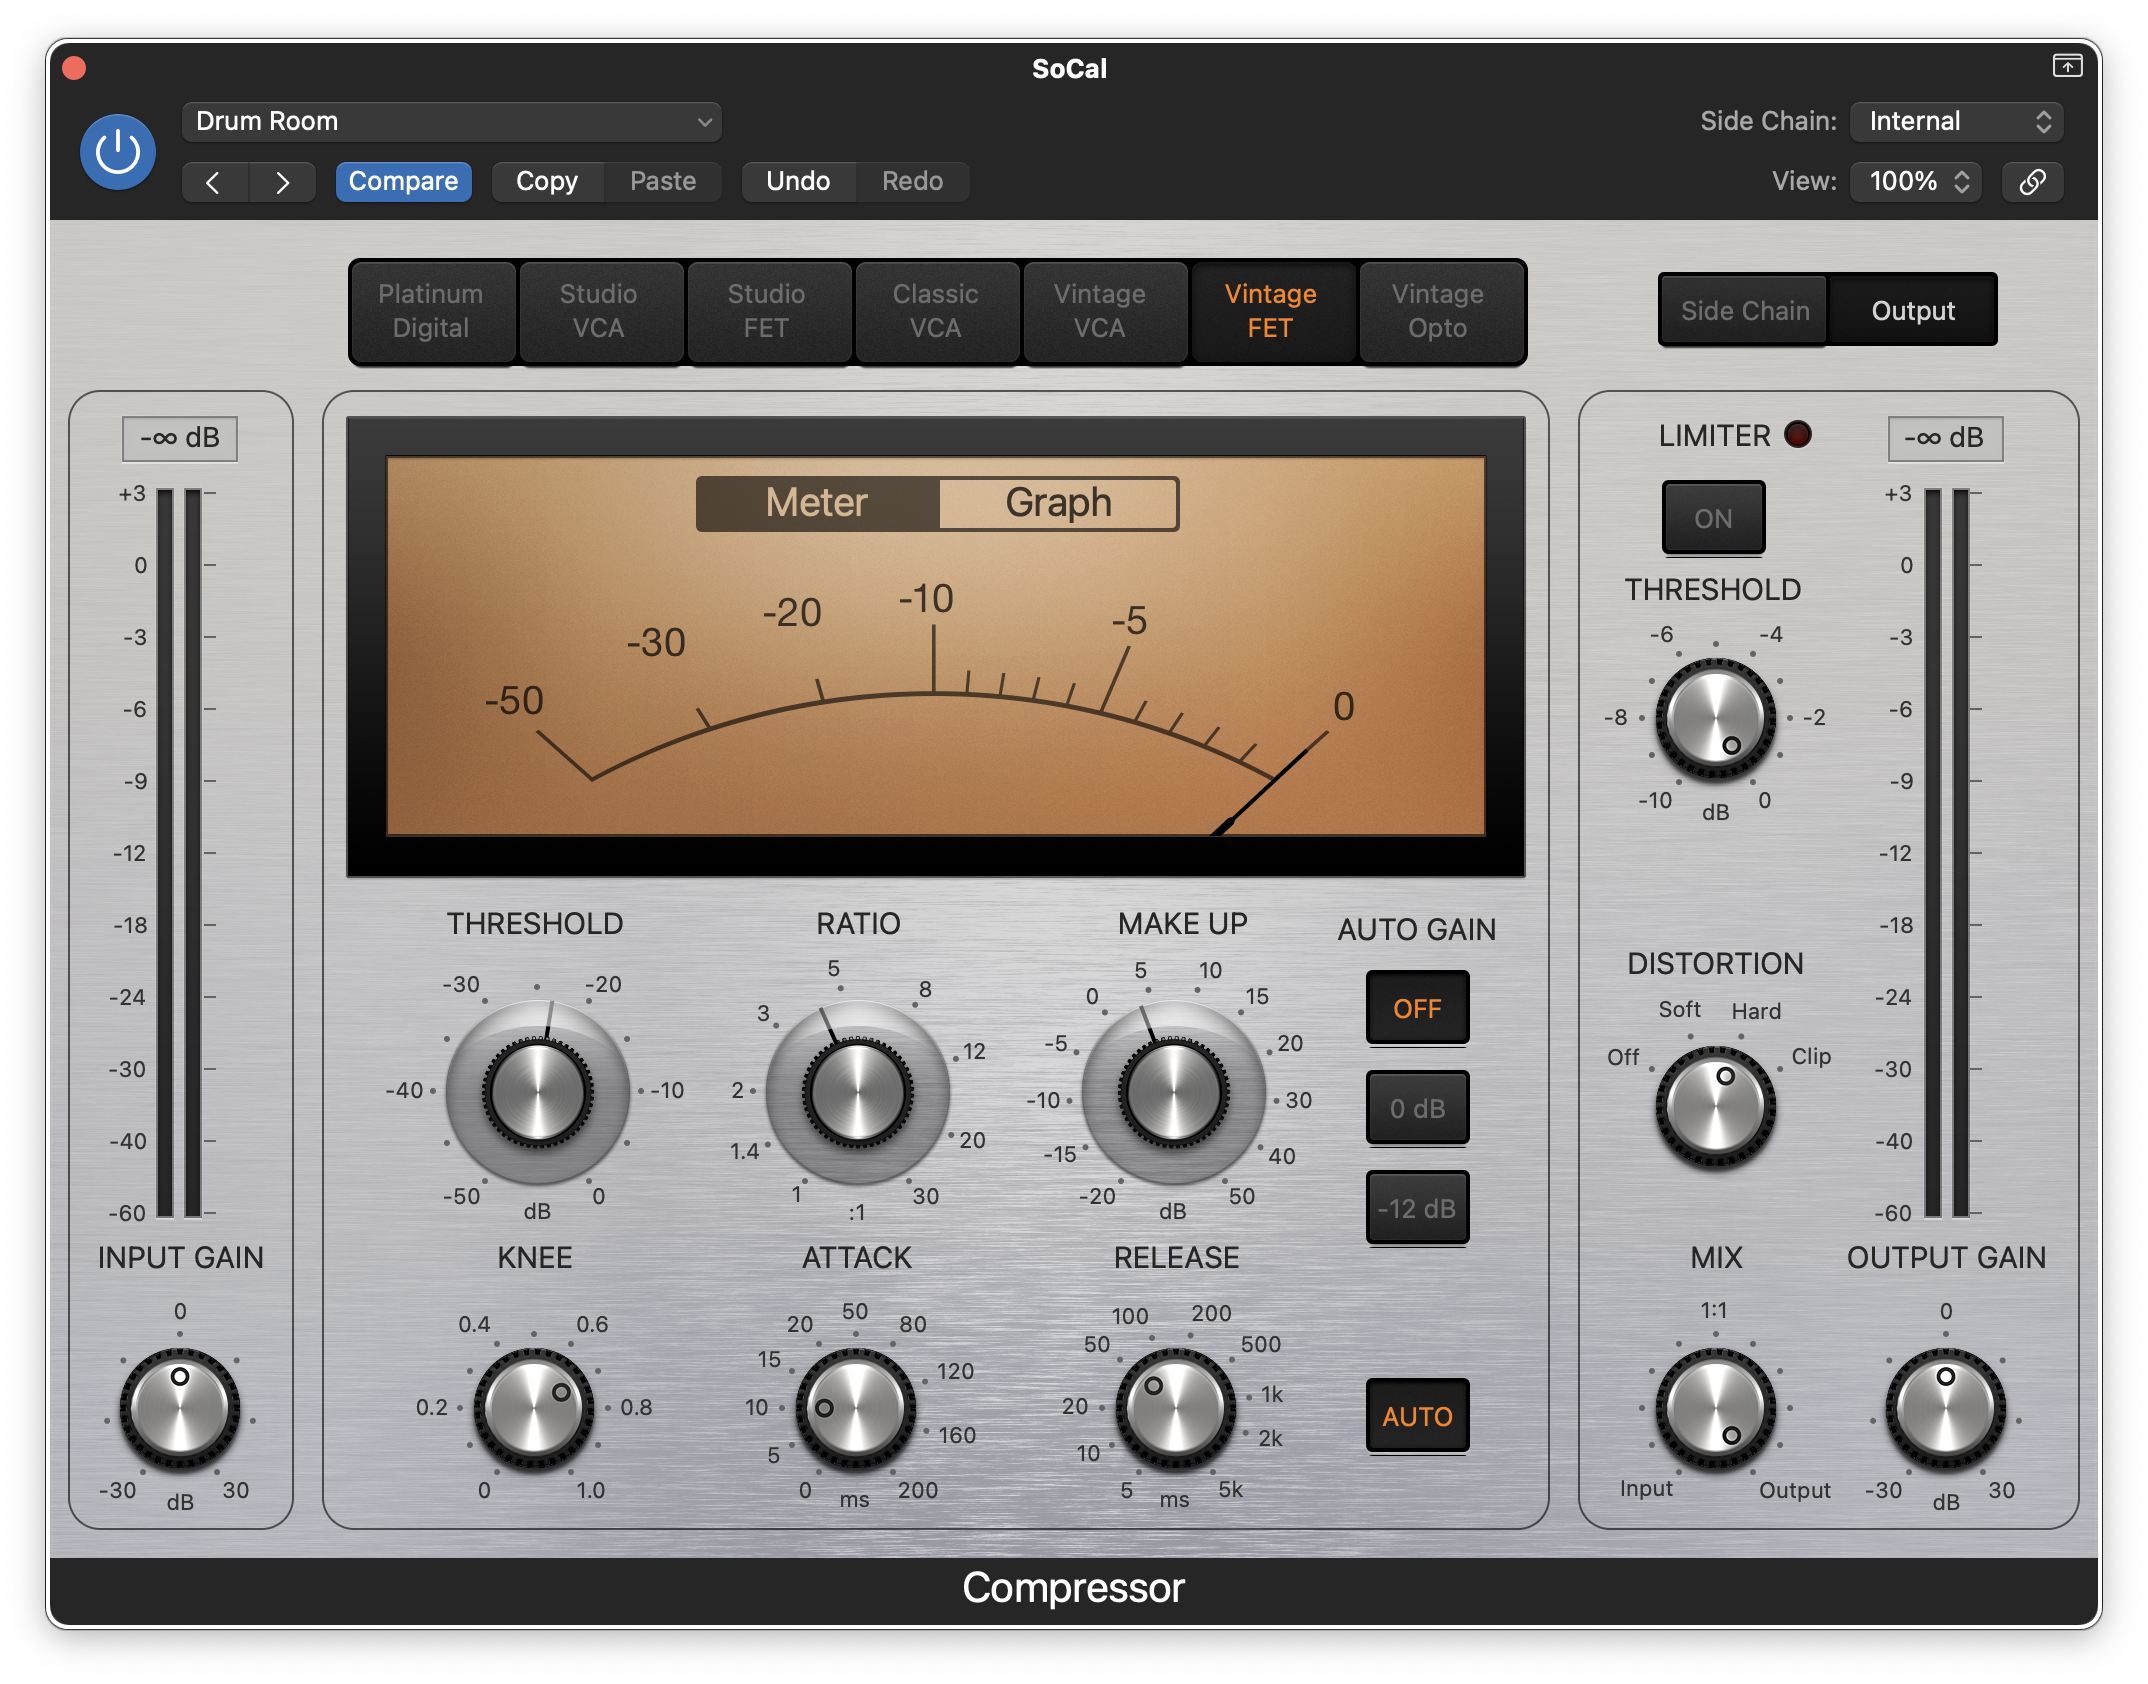 SoCal
Drum Room
Side Chain: Internal
Compare Copy Paste Undo Redo
View: 100%
Platinum Digital
Studio VCA
Studio FET
Classic VCA
Vintage VCA
Vintage FET
Vintage Opto
Side Chain Output
-∞ dB
+3
0
-3
-6
-9
-12
-18
-24
-30
-40
-60
INPUT GAIN
0
-30 dB 30
Meter Graph
-50 -30 -20 -10 -5 0
THRESHOLD
-30 -20
-40 -10
-50 dB 0
RATIO
5
3 8
2 12
1.4 20
1 :1 30
MAKE UP
5 10
0 15
-5 20
-10 30
-15 40
-20 dB 50
AUTO GAIN
OFF
0 dB
-12 dB
KNEE
0.4 0.6
0.2 0.8
0 1.0
ATTACK
50
20 80
15 120
10 160
5
0 ms 200
RELEASE
100 200
50 500
20 1k
10 2k
5 ms 5k
AUTO
LIMITER
ON
THRESHOLD
-6 -4
-8 -2
-10 dB 0
DISTORTION
Soft Hard
Off Clip
MIX
1:1
Input Output
-∞ dB
+3
0
-3
-6
-9
-12
-18
-24
-30
-40
-60
OUTPUT GAIN
0
-30 dB 30
Compressor